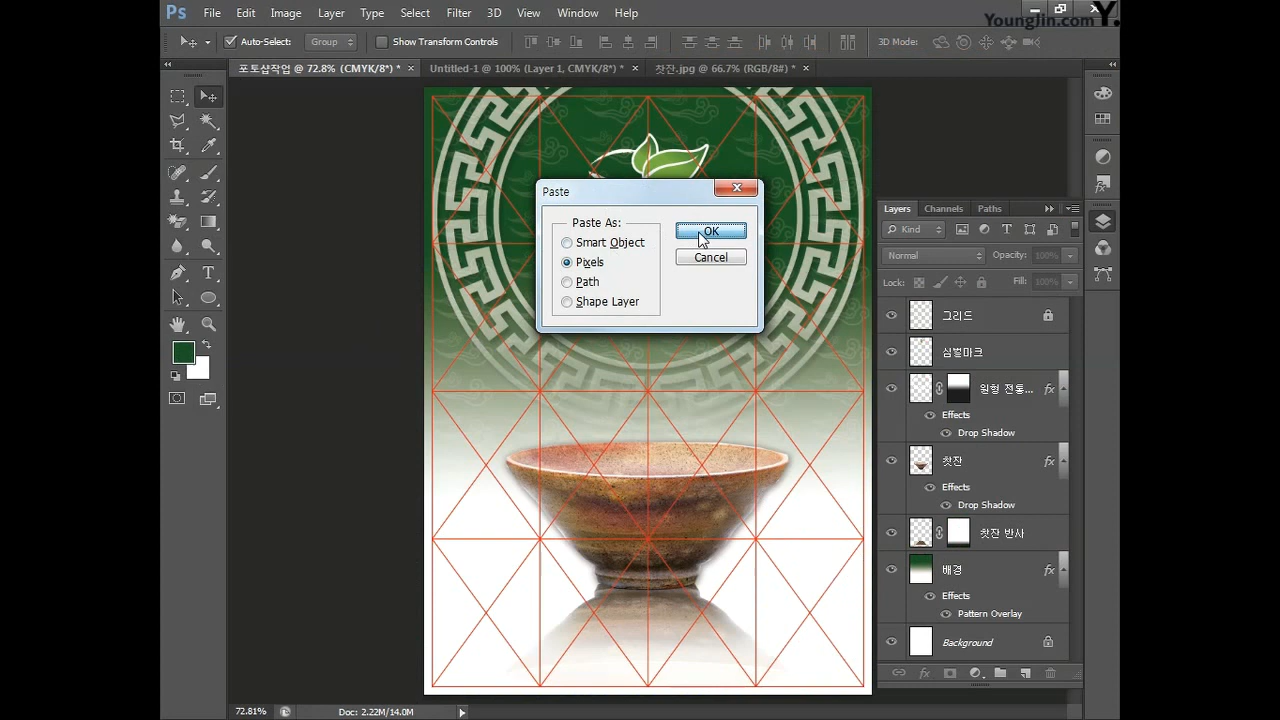 Ps File Edit Image Layer Type Select Filter 3D View Window Help
YoungJin.com Y.
Auto-Select: Group Show Transform Controls 3D Mode:
포토샵작업 @ 72.8% (CMYK/8*) * × Untitled-1 @ 100% (Layer 1, CMYK/8*) * × 찻잔.jpg @ 66.7% (RGB/8#) * ×
Paste
Paste As:
Smart Object
Pixels
Path
Shape Layer
OK
Cancel
Layers Channels Paths
Kind
Normal Opacity: 100%
Lock: Fill: 100%
그리드
심벌마크
원형 전통... fx
Effects
Drop Shadow
찻잔 fx
Effects
Drop Shadow
찻잔 반사
배경 fx
Effects
Pattern Overlay
Background
72.81% Doc: 2.22M/14.0M